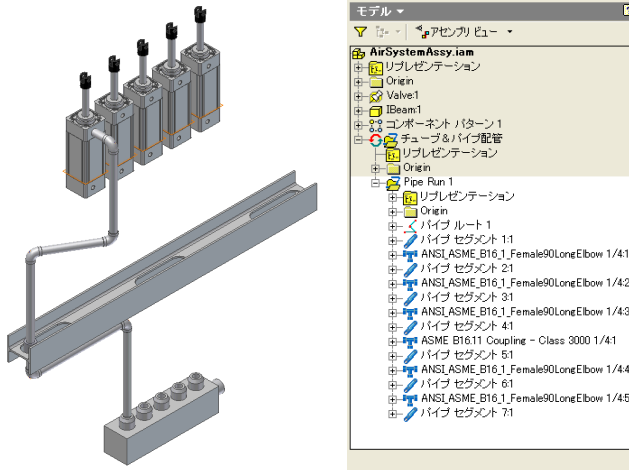 モデル
アセンブリ ビュー
AirSystemAssy.iam
リプレゼンテーション
Origin
Valve:1
IBeam:1
コンポーネント パターン 1
チューブ&パイプ配管
リプレゼンテーション
Origin
Pipe Run 1
リプレゼンテーション
Origin
パイプ ルート 1
パイプ セグメント 1:1
ANSI_ASME_B16_1_Female90LongElbow 1/4:1
パイプ セグメント 2:1
ANSI_ASME_B16_1_Female90LongElbow 1/4:2
パイプ セグメント 3:1
ANSI_ASME_B16_1_Female90LongElbow 1/4:3
パイプ セグメント 4:1
ASME B16.11 Coupling - Class 3000 1/4:1
パイプ セグメント 5:1
ANSI_ASME_B16_1_Female90LongElbow 1/4:4
パイプ セグメント 6:1
ANSI_ASME_B16_1_Female90LongElbow 1/4:5
パイプ セグメント 7:1